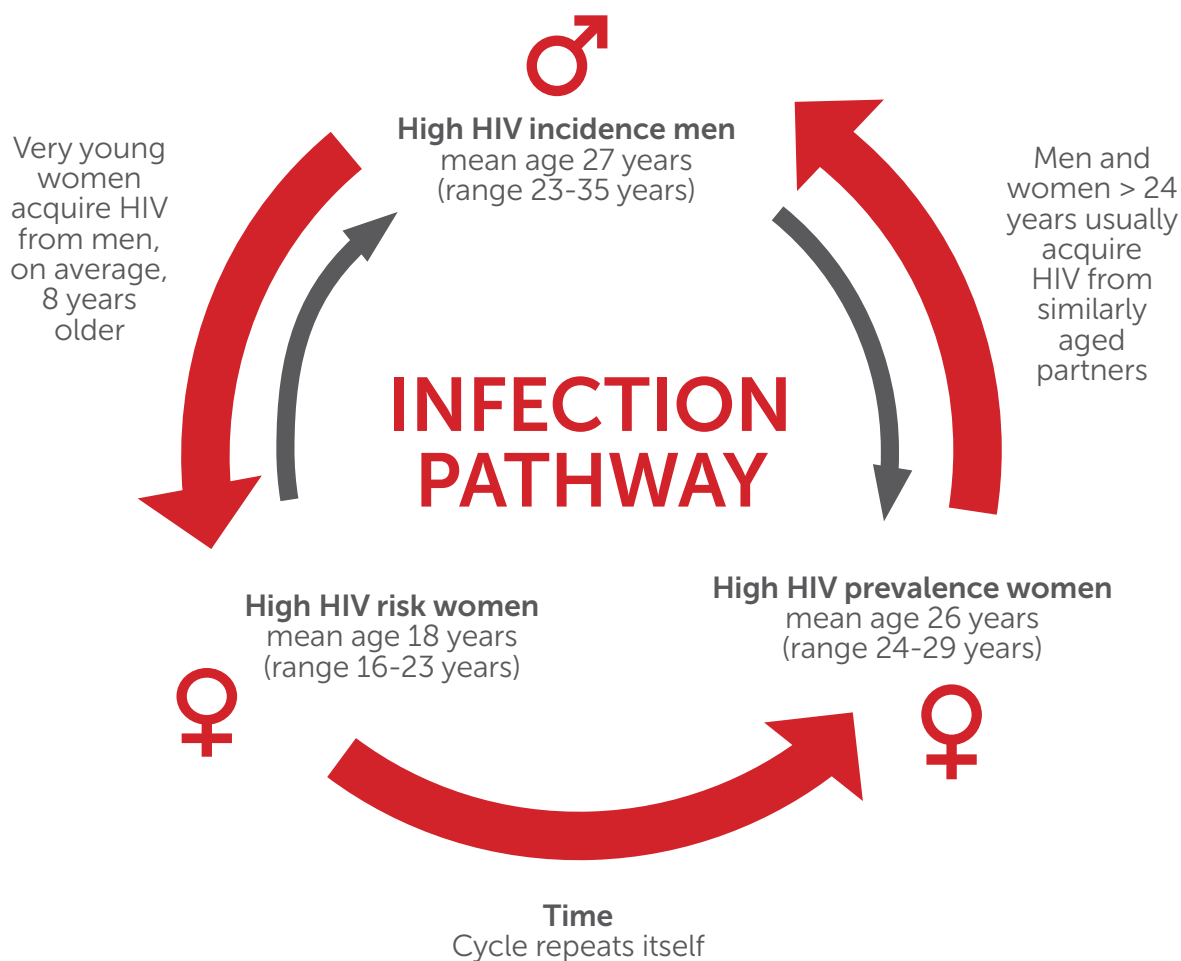 High HIV incidence men
mean age 27 years
(range 23-35 years)
Very young
women
acquire HIV
from men,
on average,
8 years
older
Men and
women > 24
years usually
acquire
HIV from
similarly
aged
partners
INFECTION
PATHWAY
High HIV risk women
mean age 18 years
(range 16-23 years)
High HIV prevalence women
mean age 26 years
(range 24-29 years)
Time
Cycle repeats itself